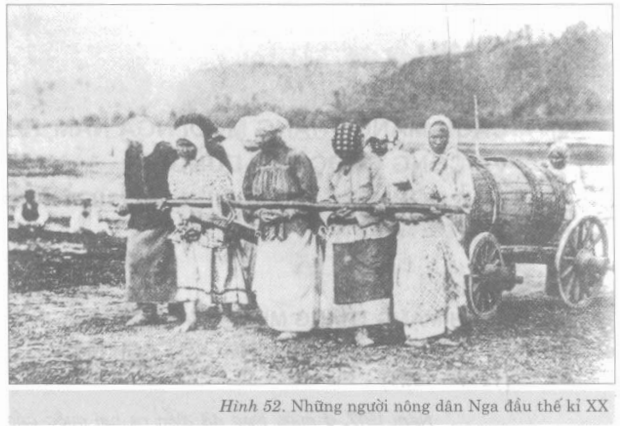 Hình 52. Những người nông dân Nga đầu thế kỉ XX